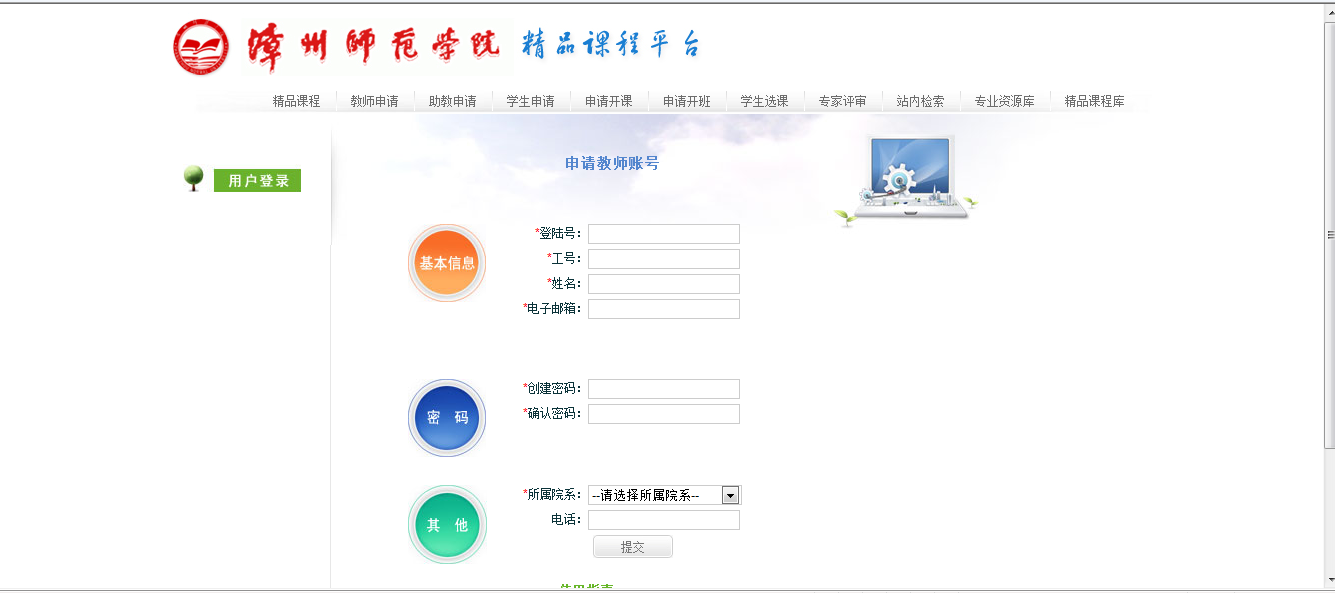 漳州師范学院 精品课程平台
精品课程 教师申请 助教申请 学生申请 申请开课 申请开班 学生选课 专家评审 站内检索 专业资源库 精品课程库
申请教师账号
用户登录
基本信息
*登陆号：
*工号：
*姓名：
*电子邮箱：
密 码
*创建密码：
*确认密码：
其 他
*所属院系： --请选择所属院系--
电话：
提交